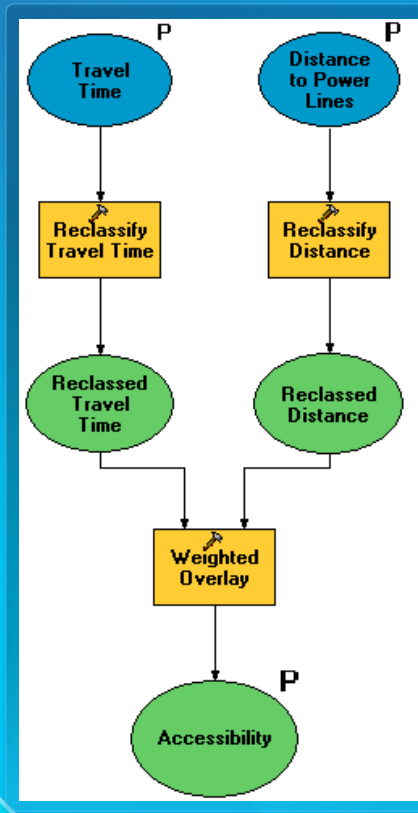 P
P
Travel
Time
Distance
to Power
Lines
Reclassify
Travel Time
Reclassify
Distance
Reclassed
Travel
Time
Reclassed
Distance
Weighted
Overlay
P
Accessibility